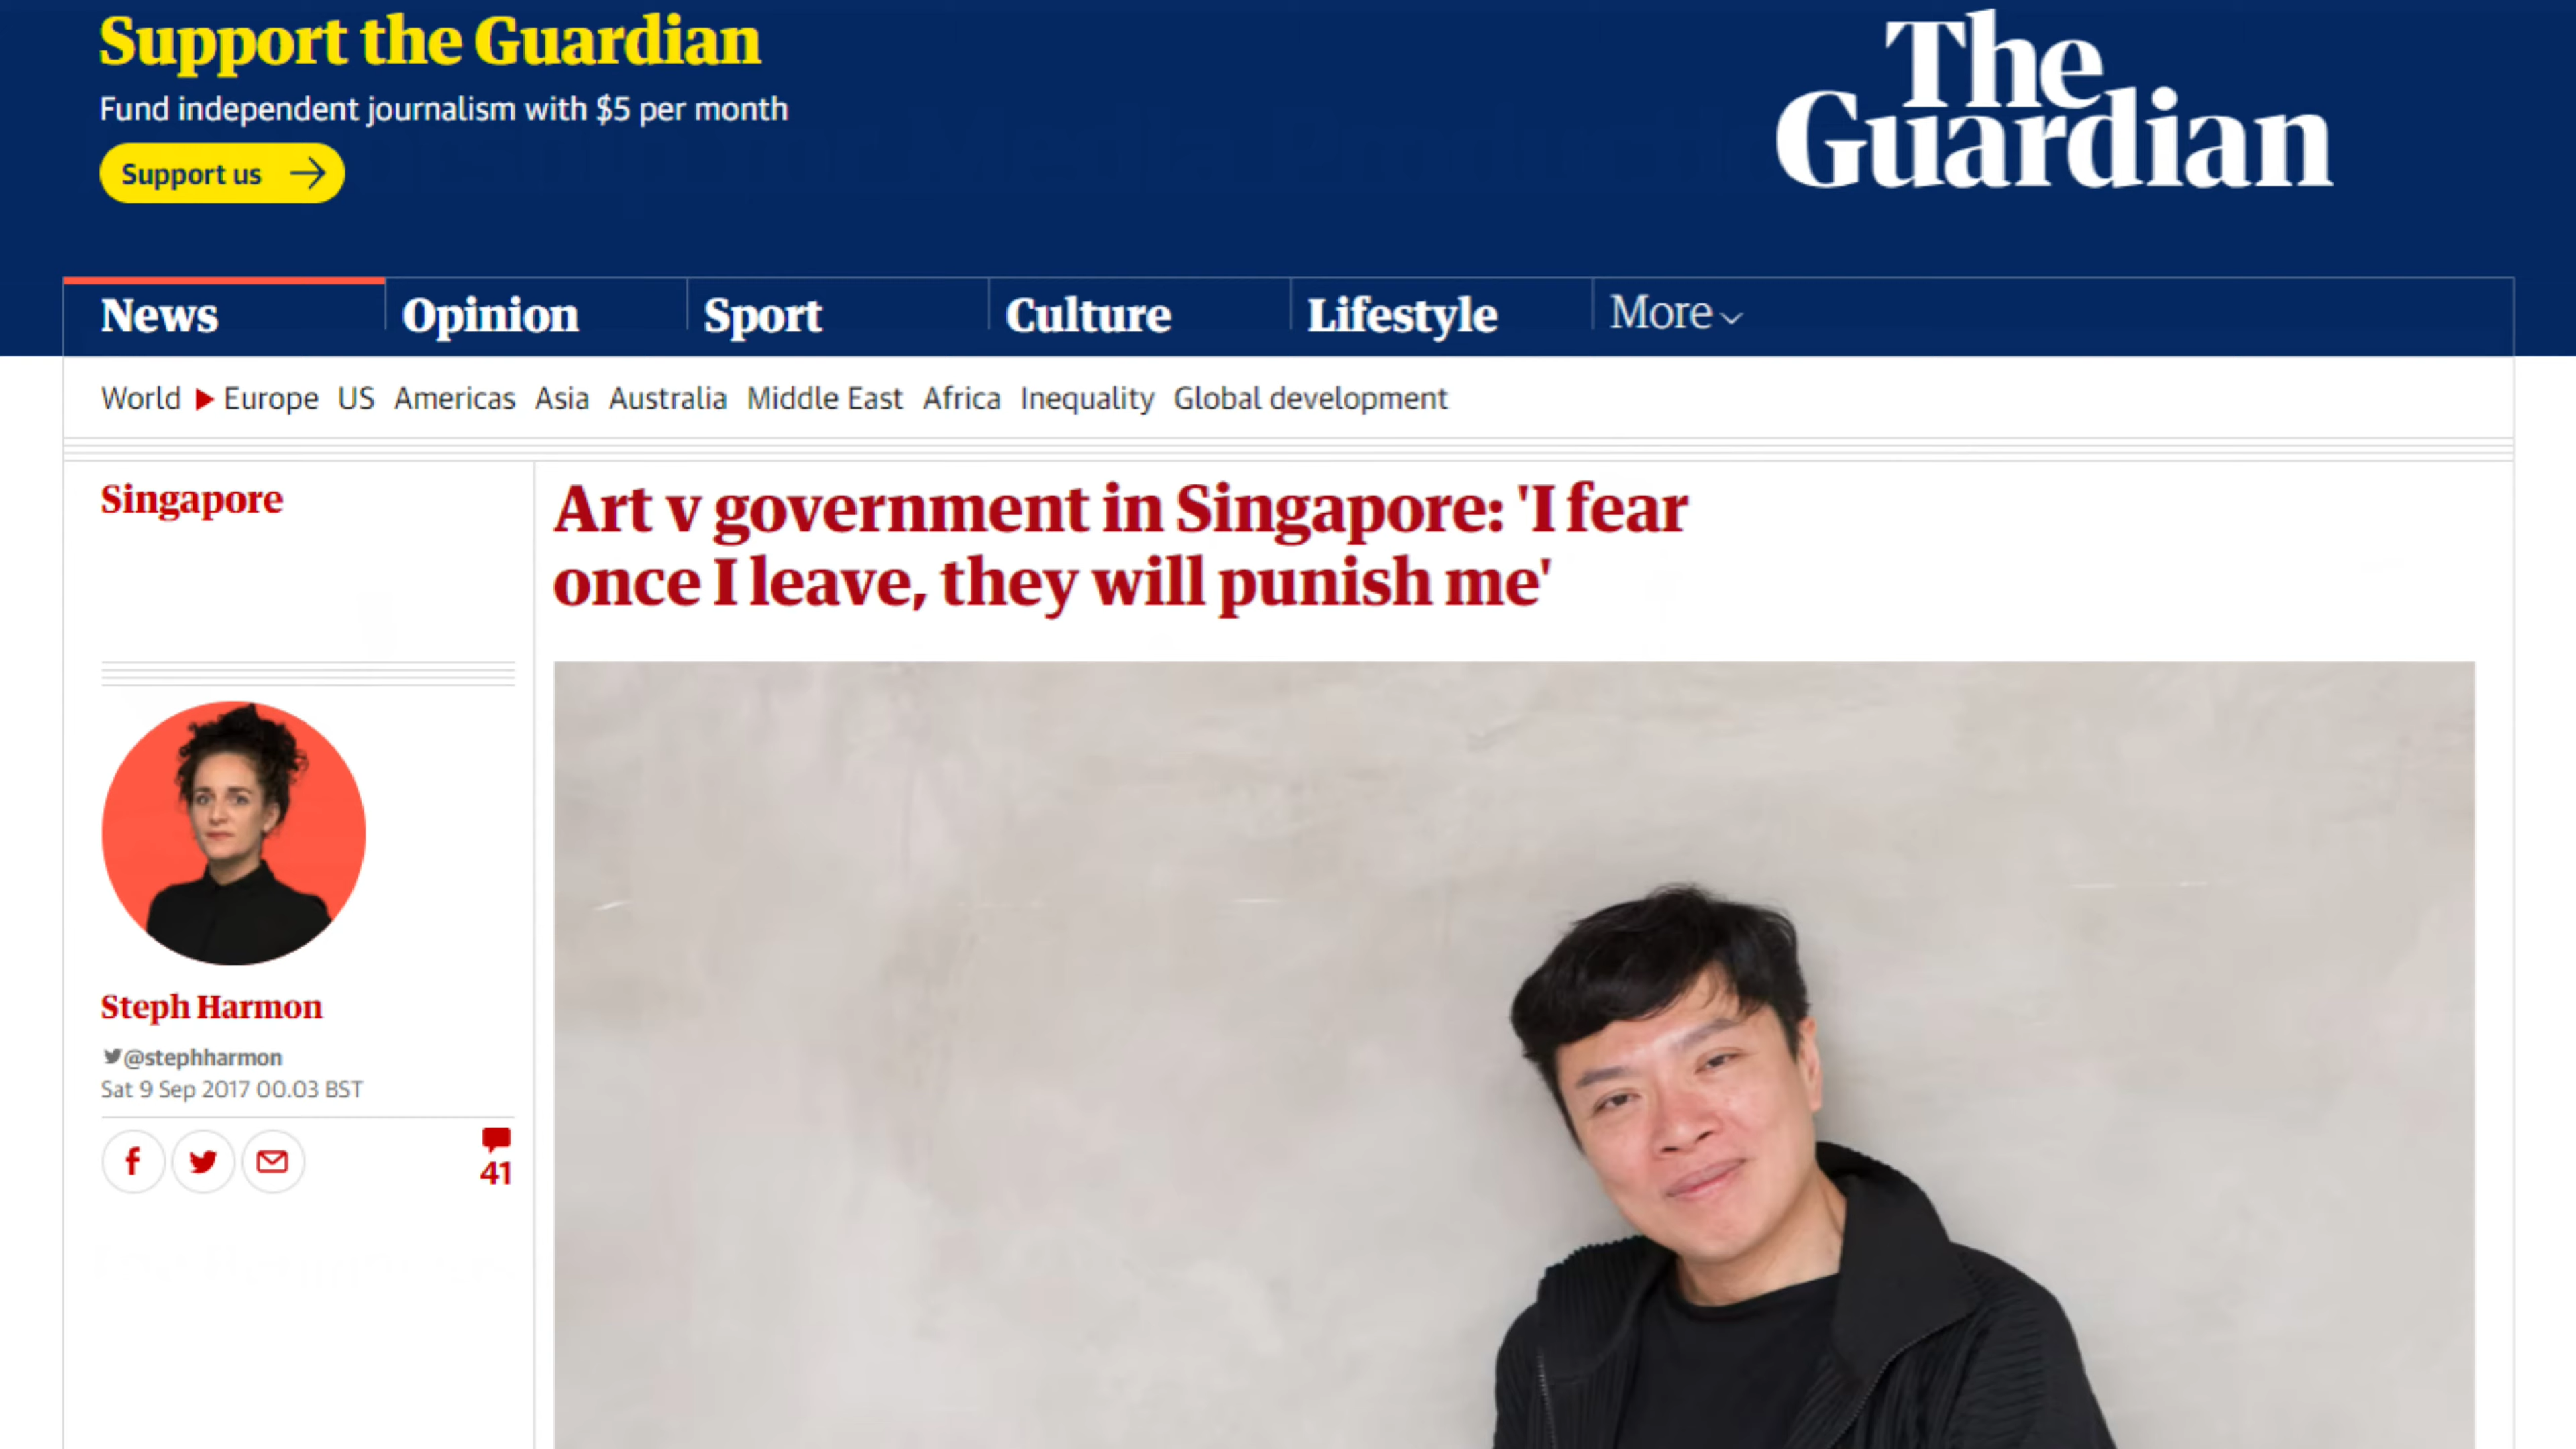 Support the Guardian
Fund independent journalism with $5 per month
Support us
The
Guardian
News Opinion Sport Culture Lifestyle More
World Europe US Americas Asia Australia Middle East Africa Inequality Global development
Singapore
Art v government in Singapore: 'I fear
once I leave, they will punish me'
Steph Harmon
@stephharmon
Sat 9 Sep 2017 00.03 BST
f
41